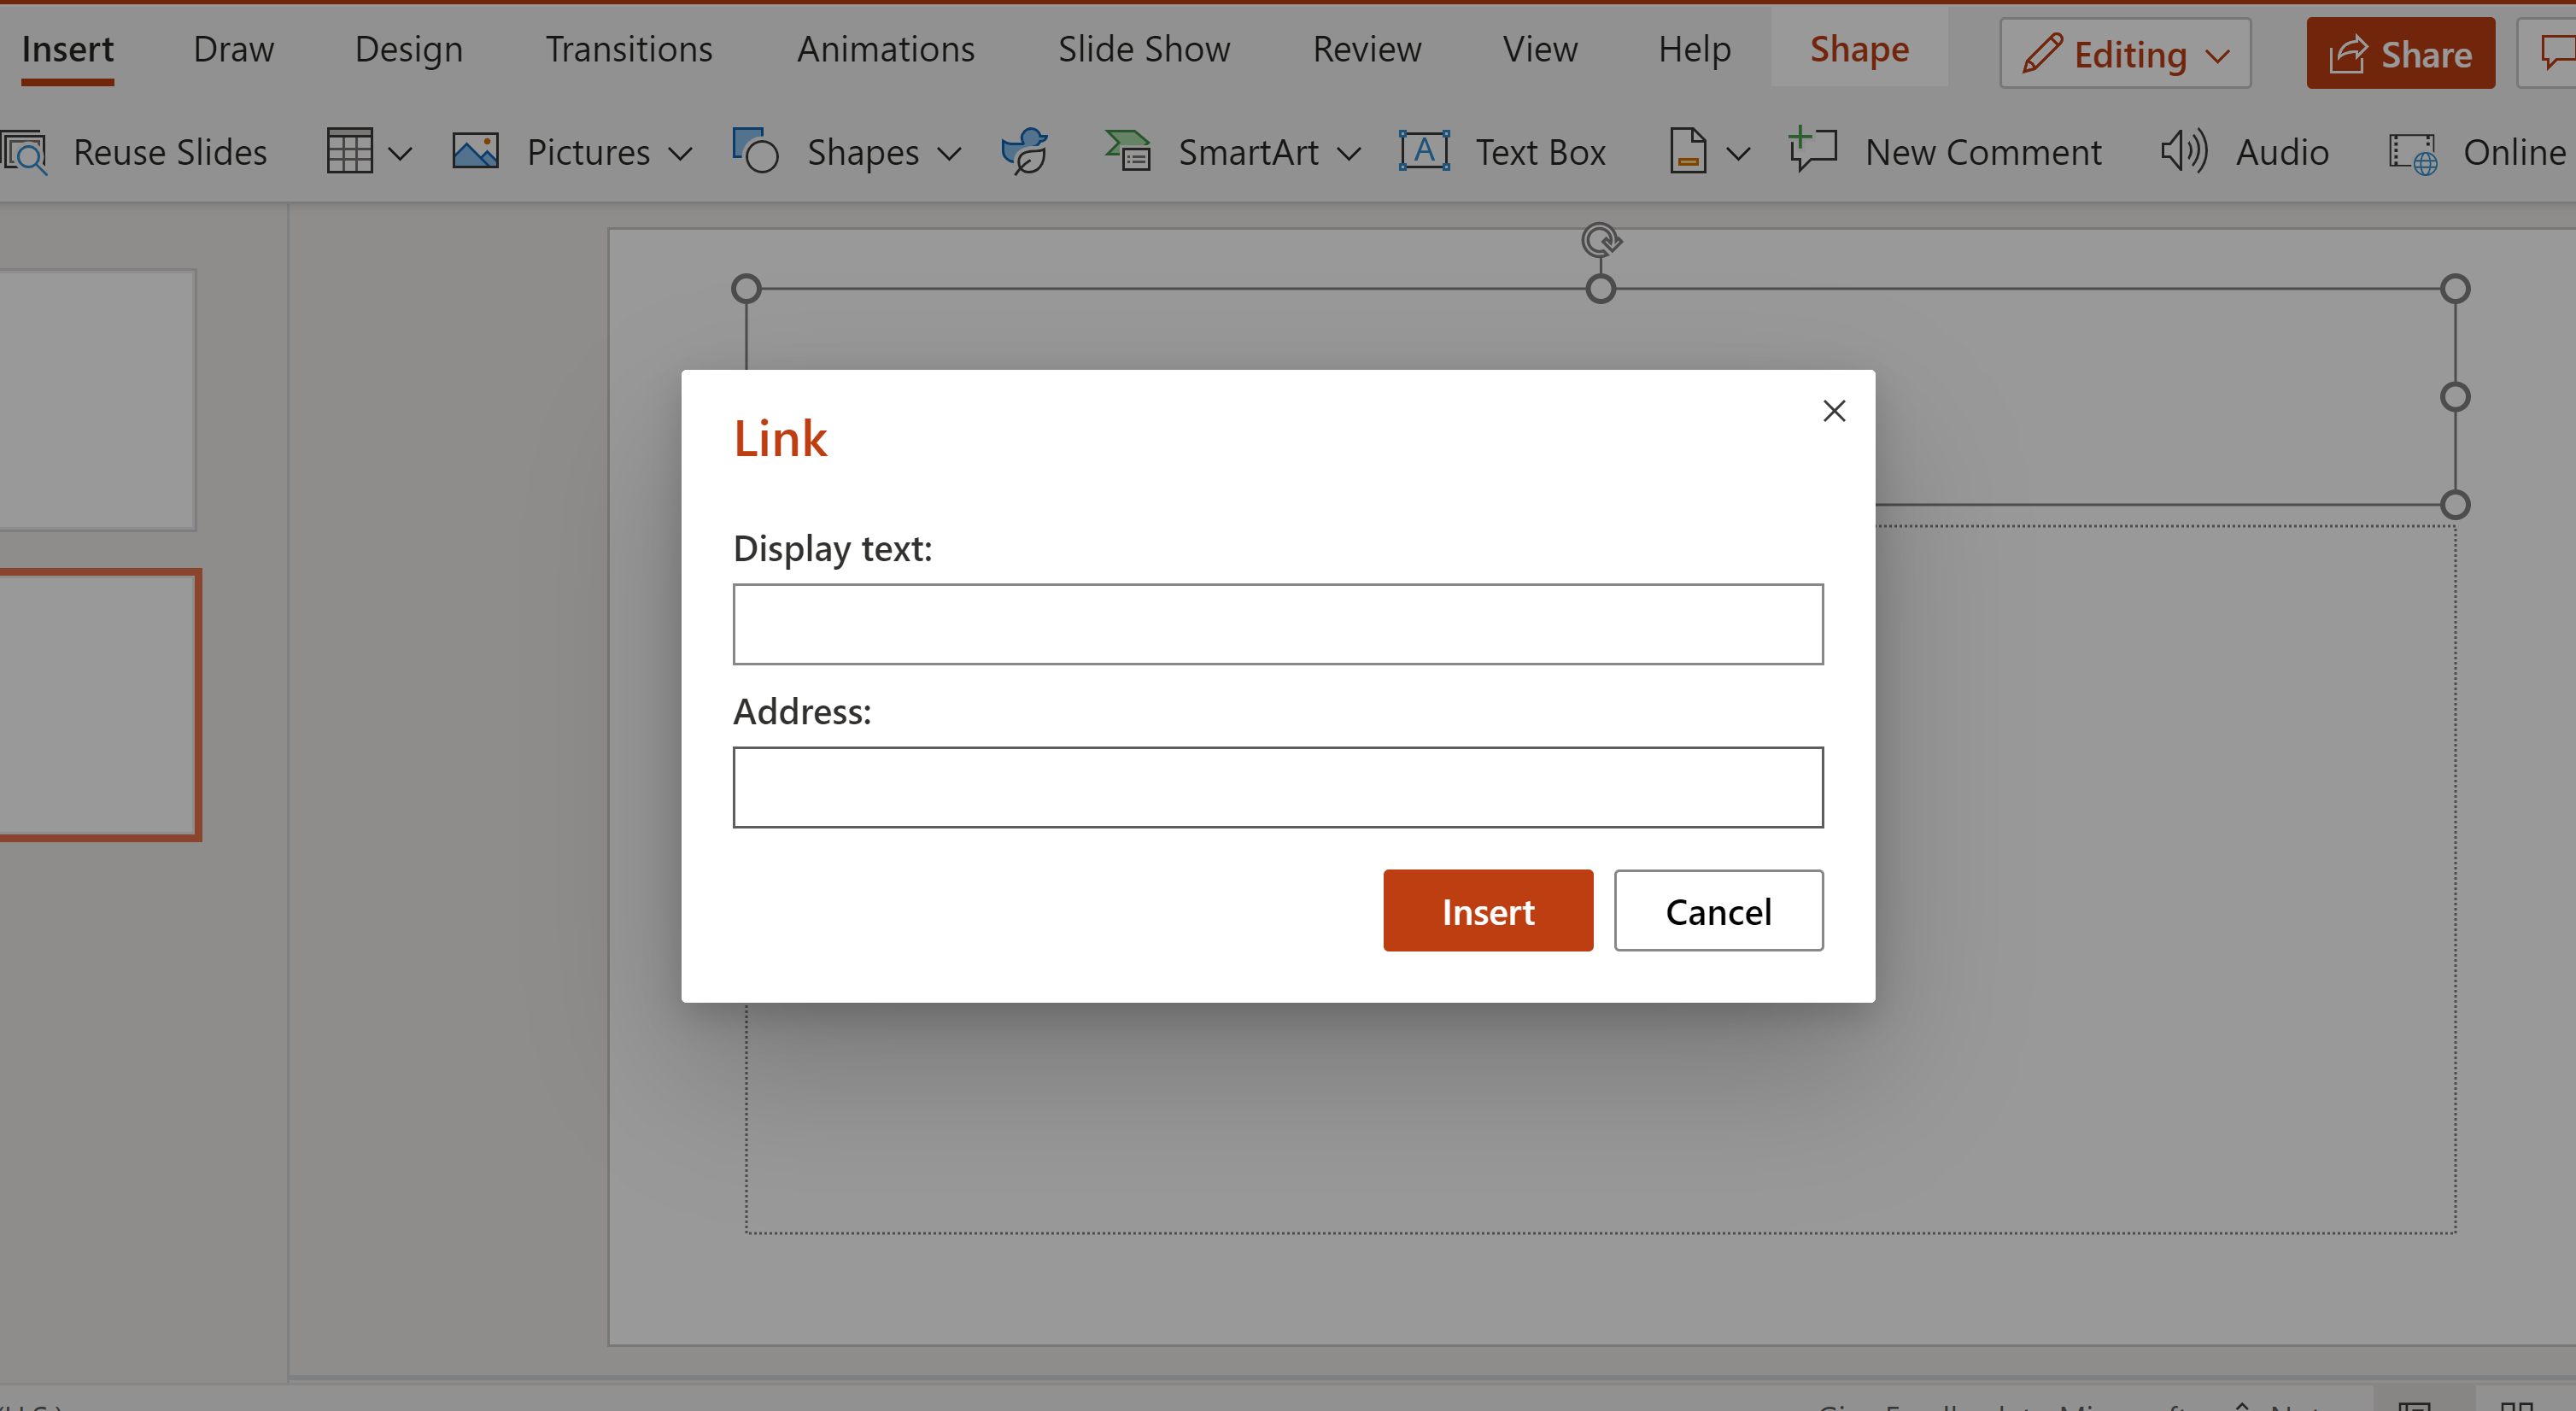 Insert Draw Design Transitions Animations Slide Show Review View Help Shape Editing Share
Reuse Slides Pictures Shapes SmartArt A Text Box New Comment Audio Online
Link
Display text:
Address:
Insert Cancel